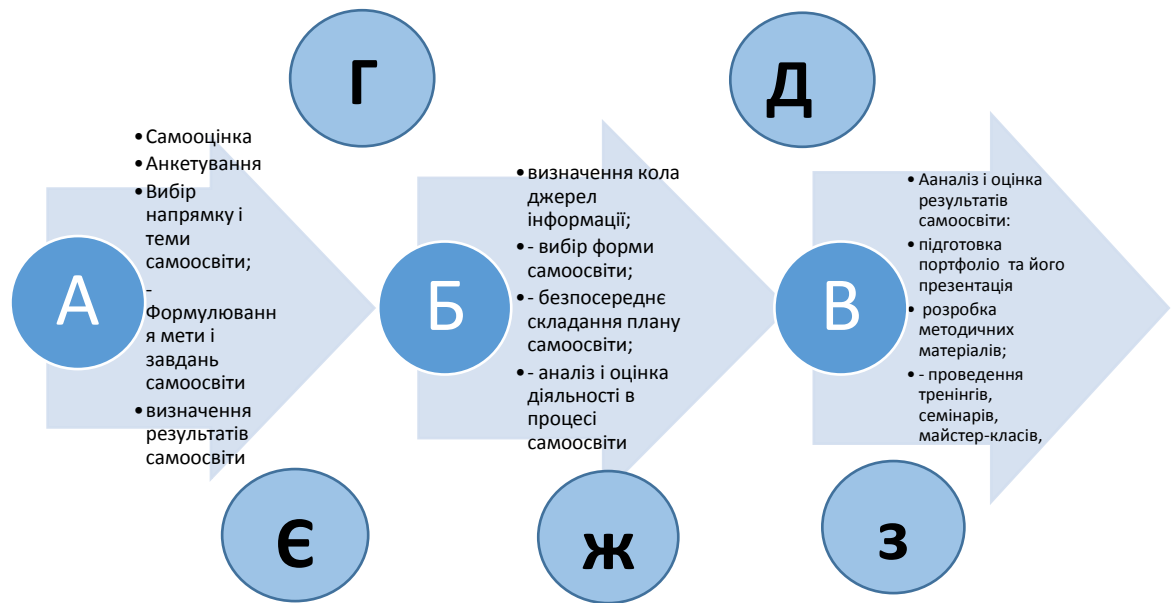 Г
Д
А
•Самооцінка
•Анкетування
•Вибір
напрямку і
теми
самоосвіти;
-
Формулюванн
я мети і
завдань
самоосвіти
•визначення
результатів
самоосвіти
Б
•визначення кола
джерел
інформації;
•- вибір форми
самоосвіти;
•- безпосереднє
складання плану
самоосвіти;
•- аналіз і оцінка
діяльності в
процесі
самоосвіти
В
• Ааналіз і оцінка
результатів
самоосвіти:
• підготовка
портфоліо та його
презентація
• розробка
методичних
матеріалів;
• - проведення
тренінгів,
семінарів,
майстер-класів,
Є
ж
з